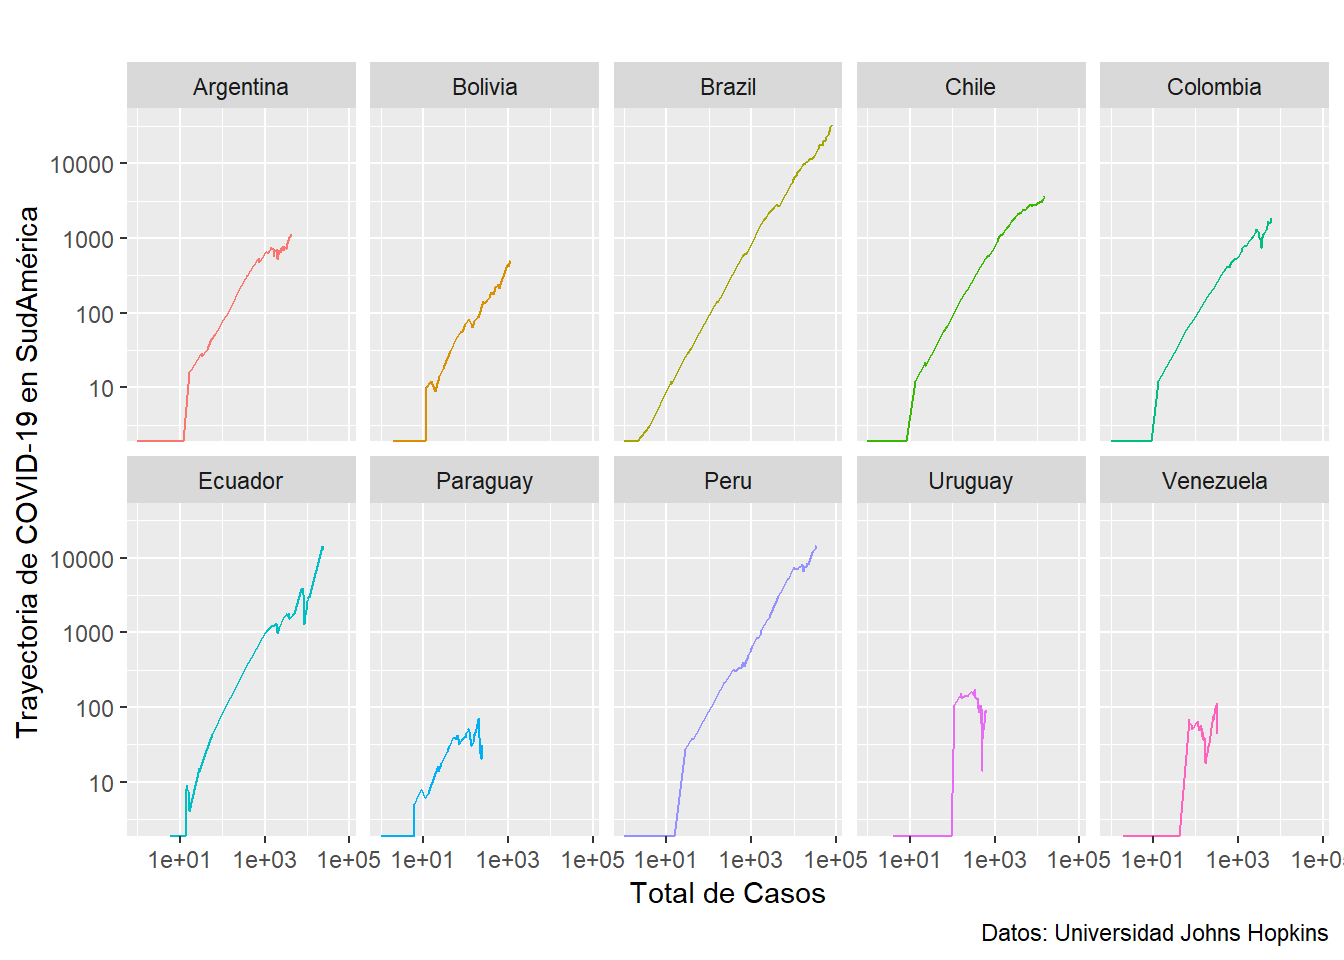 Argentina Bolivia Brazil Chile Colombia
10000
1000
100
10
Ecuador Paraguay Peru Uruguay Venezuela
10000
1000
100
10
1e+01 1e+03 1e+05 1e+01 1e+03 1e+05 1e+01 1e+03 1e+05 1e+01 1e+03 1e+05 1e+01 1e+03 1e+0
Trayectoria de COVID-19 en SudAmérica
Total de Casos
Datos: Universidad Johns Hopkins